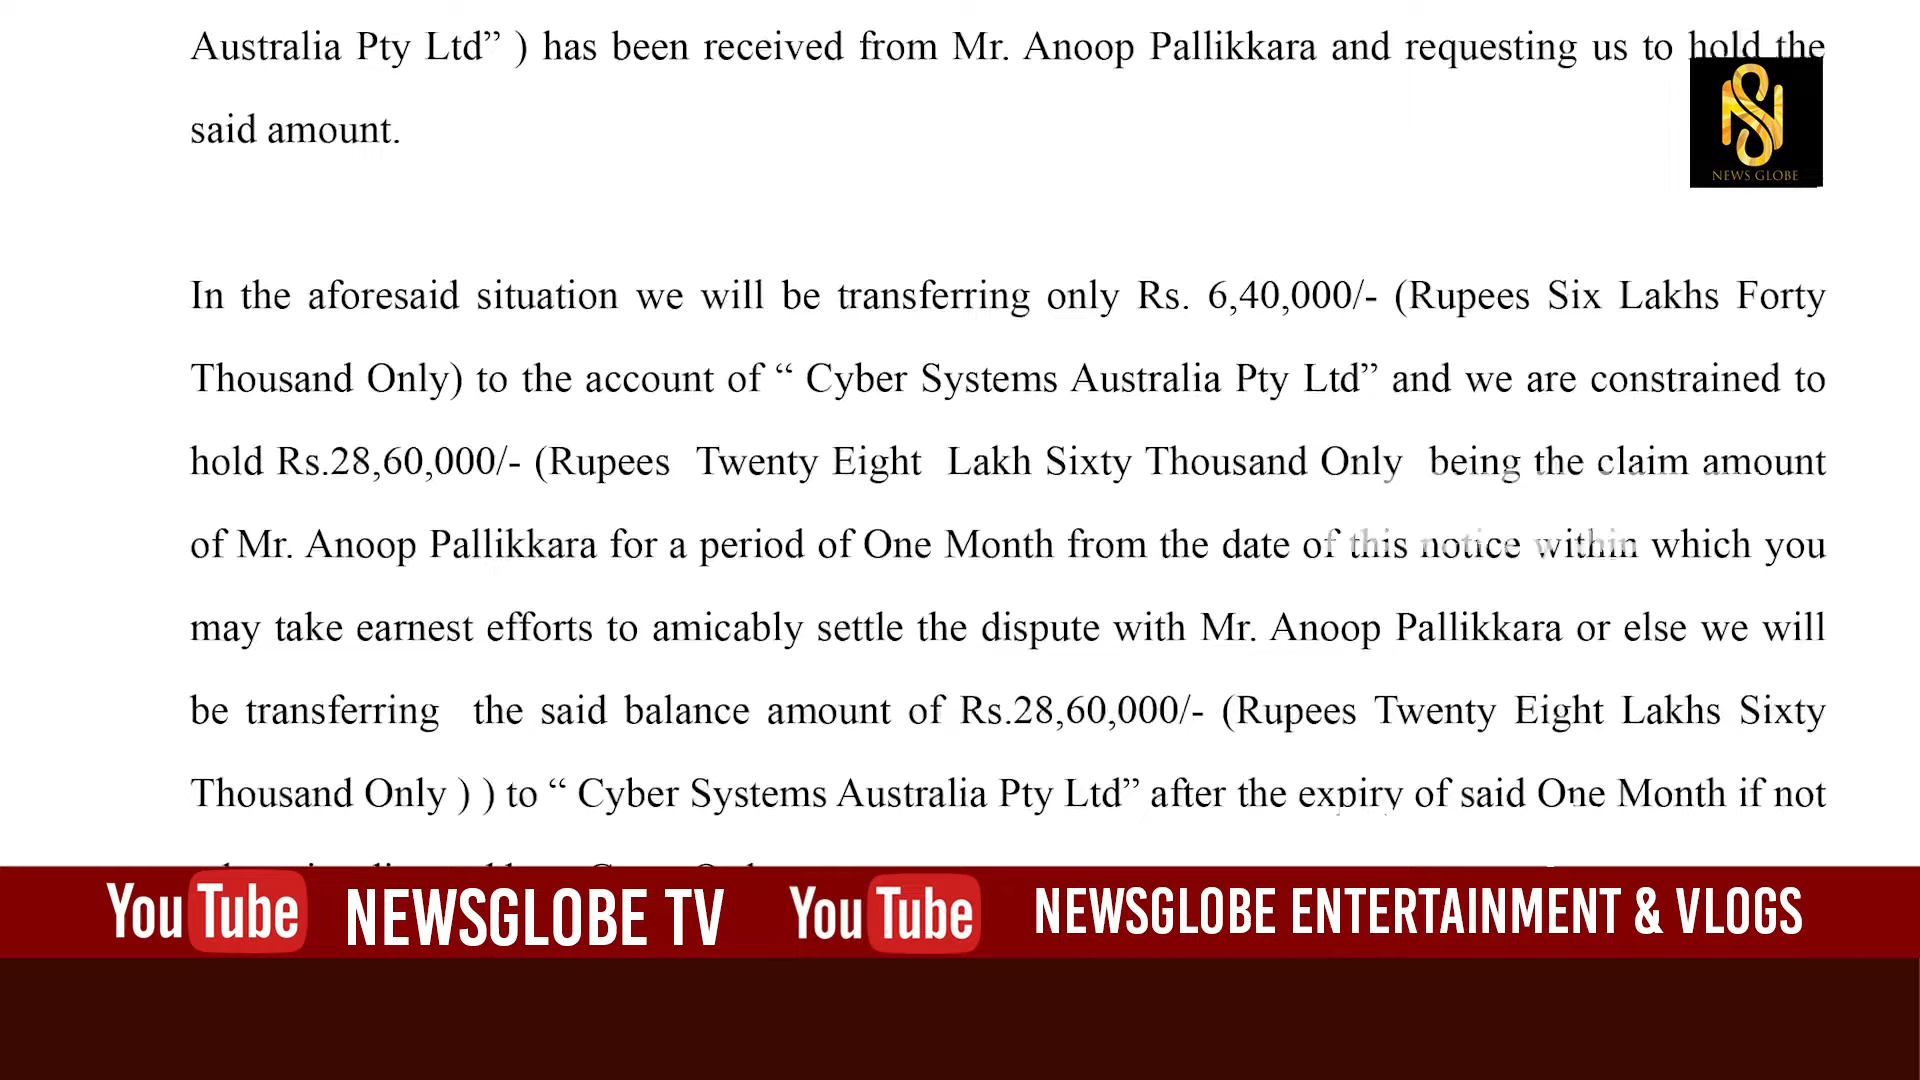 Australia Pty Ltd” ) has been received from Mr. Anoop Pallikkara and requesting us to hold the
said amount.
NEWS GLOBE
In the aforesaid situation we will be transferring only Rs. 6,40,000/- (Rupees Six Lakhs Forty
Thousand Only) to the account of “ Cyber Systems Australia Pty Ltd” and we are constrained to
hold Rs.28,60,000/- (Rupees Twenty Eight Lakh Sixty Thousand Only being the claim amount
of Mr. Anoop Pallikkara for a period of One Month from the date of this notice within which you
may take earnest efforts to amicably settle the dispute with Mr. Anoop Pallikkara or else we will
be transferring the said balance amount of Rs.28,60,000/- (Rupees Twenty Eight Lakhs Sixty
Thousand Only ) ) to “ Cyber Systems Australia Pty Ltd” after the expiry of said One Month if not
YouTube NEWSGLOBE TV YouTube NEWSGLOBE ENTERTAINMENT & VLOGS